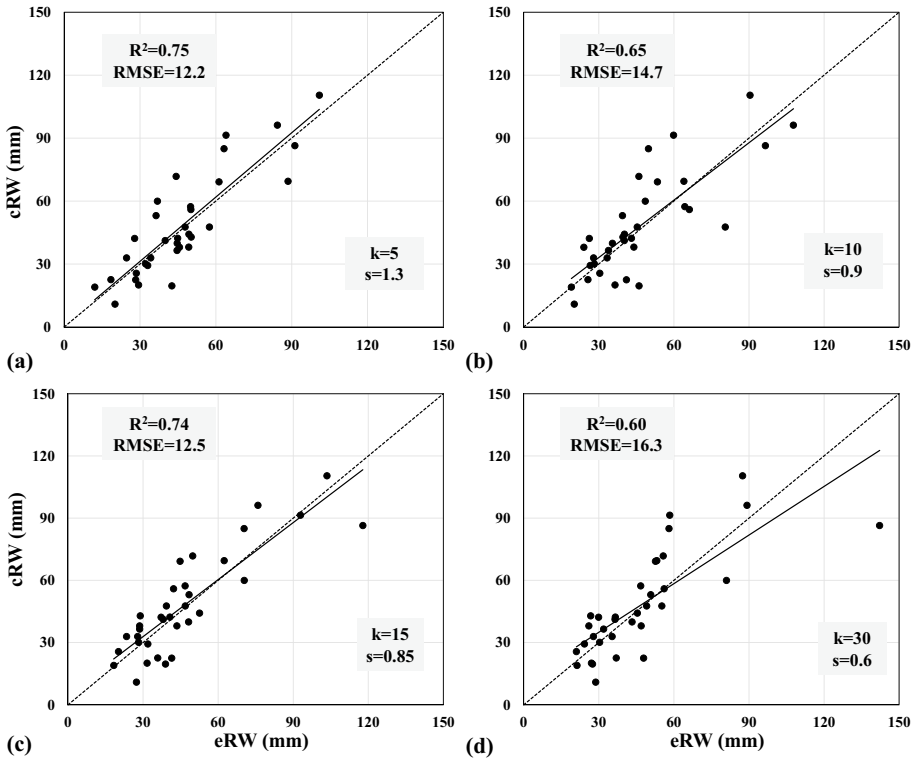 150
120
90
60
30
0
cRW (mm)
R²=0.75
RMSE=12.2
k=5
s=1.3
0 30 60 90 120 150
(a)
150
120
90
60
30
0
R²=0.65
RMSE=14.7
k=10
s=0.9
0 30 60 90 120 150
(b)
150
120
90
60
30
0
cRW (mm)
R²=0.74
RMSE=12.5
k=15
s=0.85
0 30 60 90 120 150
eRW (mm)
(c)
150
120
90
60
30
0
R²=0.60
RMSE=16.3
k=30
s=0.6
0 30 60 90 120 150
eRW (mm)
(d)